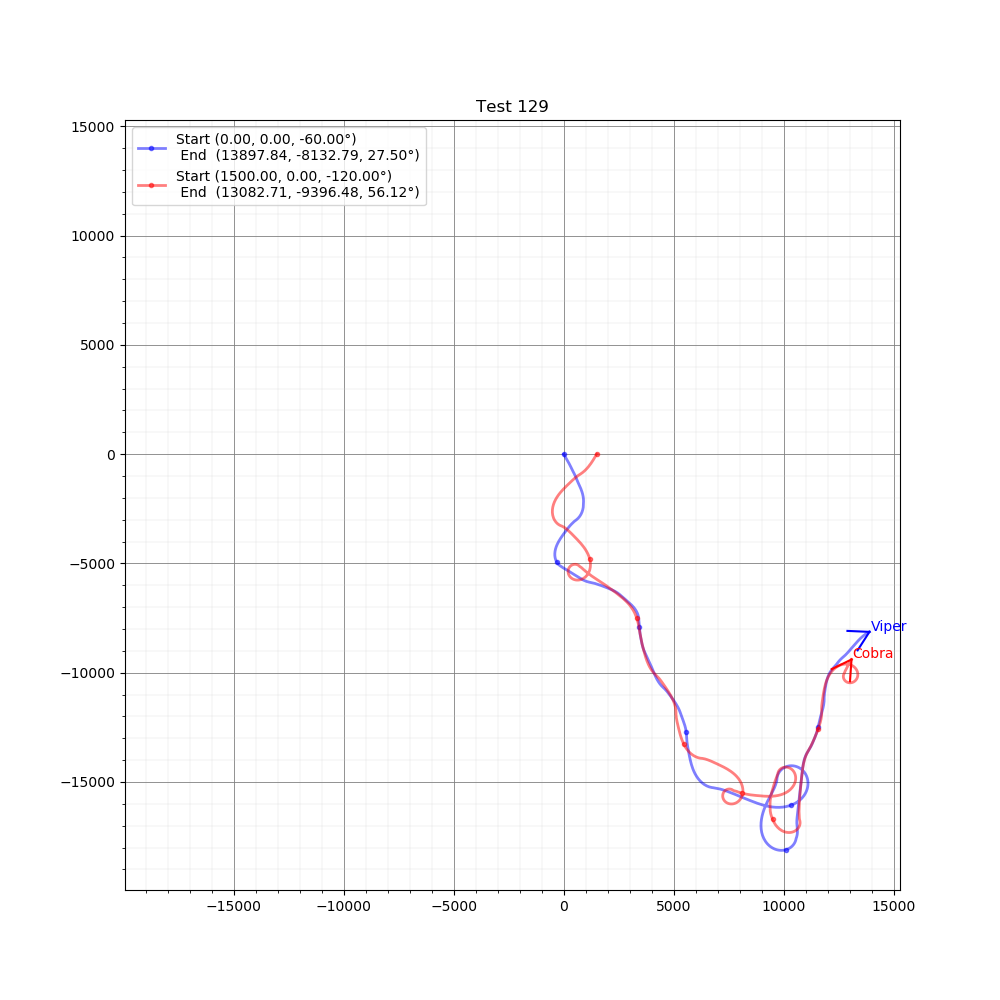 Test 129
Start (0.00, 0.00, -60.00°)
End (13897.84, -8132.79, 27.50°)
Start (1500.00, 0.00, -120.00°)
End (13082.71, -9396.48, 56.12°)
15000
10000
5000
0
−5000
−10000
−15000
Viper
Cobra
−15000 −10000 −5000 0 5000 10000 15000